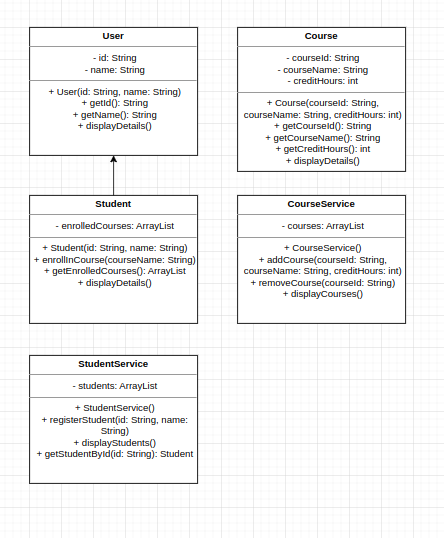 User
- id: String
- name: String
+ User(id: String, name: String)
+ getId(): String
+ getName(): String
+ displayDetails()
Course
- courseId: String
- courseName: String
- creditHours: int
+ Course(courseId: String,
courseName: String, creditHours: int)
+ getCourseId(): String
+ getCourseName(): String
+ getCreditHours(): int
+ displayDetails()
Student
- enrolledCourses: ArrayList
+ Student(id: String, name: String)
+ enrollInCourse(courseName: String)
+ getEnrolledCourses(): ArrayList
+ displayDetails()
CourseService
- courses: ArrayList
+ CourseService()
+ addCourse(courseId: String,
courseName: String, creditHours: int)
+ removeCourse(courseId: String)
+ displayCourses()
StudentService
- students: ArrayList
+ StudentService()
+ registerStudent(id: String, name:
String)
+ displayStudents()
+ getStudentById(id: String): Student